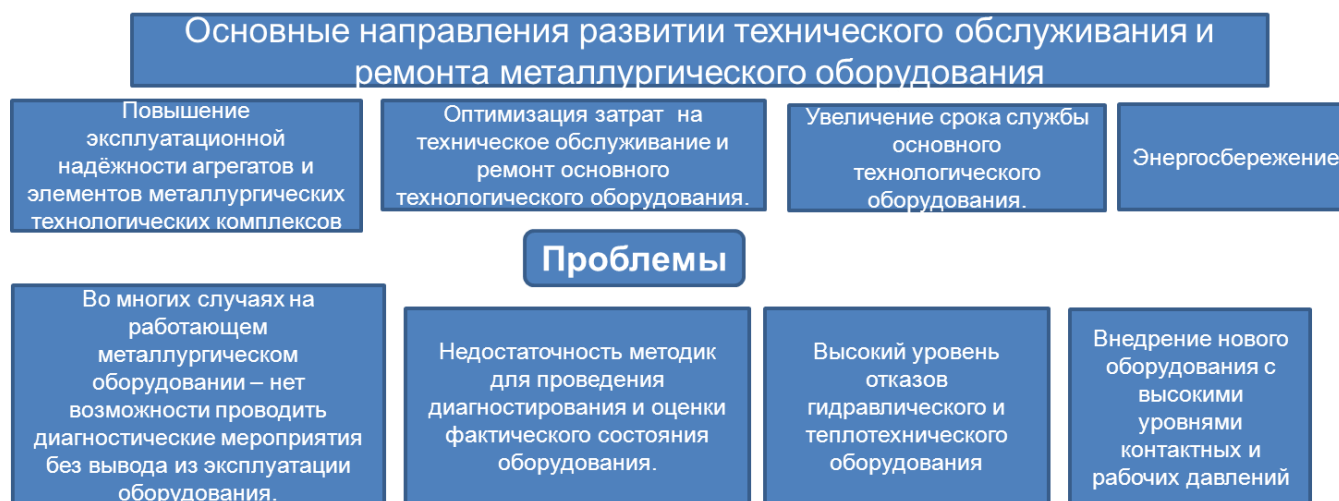 Основные направления развитии технического обслуживания и
ремонта металлургического оборудования
Повышение
эксплуатационной
надёжности агрегатов и
элементов металлургических
технологических комплексов
Оптимизация затрат на
техническое обслуживание и
ремонт основного
технологического оборудования.
Увеличение срока службы
основного
технологического
оборудования.
Энергосбережение
Проблемы
Во многих случаях на
работающем
металлургическом
оборудовании – нет
возможности проводить
диагностические мероприятия
без вывода из эксплуатации
оборудования.
Недостаточность методик
для проведения
диагностирования и оценки
фактического состояния
оборудования.
Высокий уровень
отказов
гидравлического и
теплотехнического
оборудования
Внедрение нового
оборудования с
высокими
уровнями
контактных и
рабочих давлений